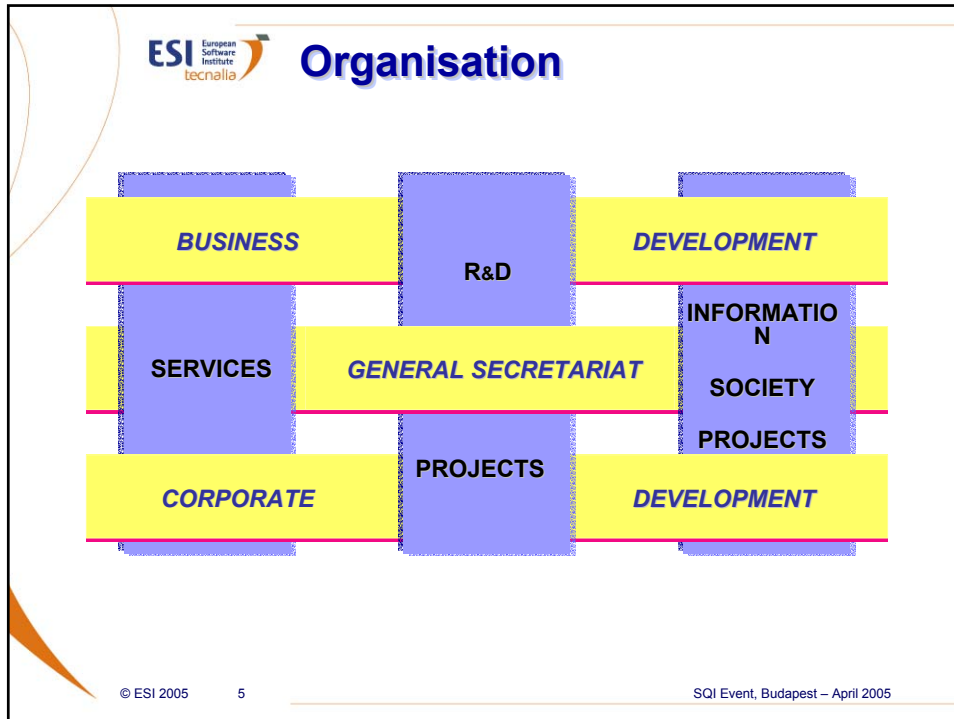 ESI European
Software
Institute
tecnalia
Organisation
BUSINESS DEVELOPMENT
R&D
INFORMATIO
N
SERVICES GENERAL SECRETARIAT
SOCIETY
PROJECTS
PROJECTS
CORPORATE DEVELOPMENT
© ESI 2005 5 SQI Event, Budapest – April 2005